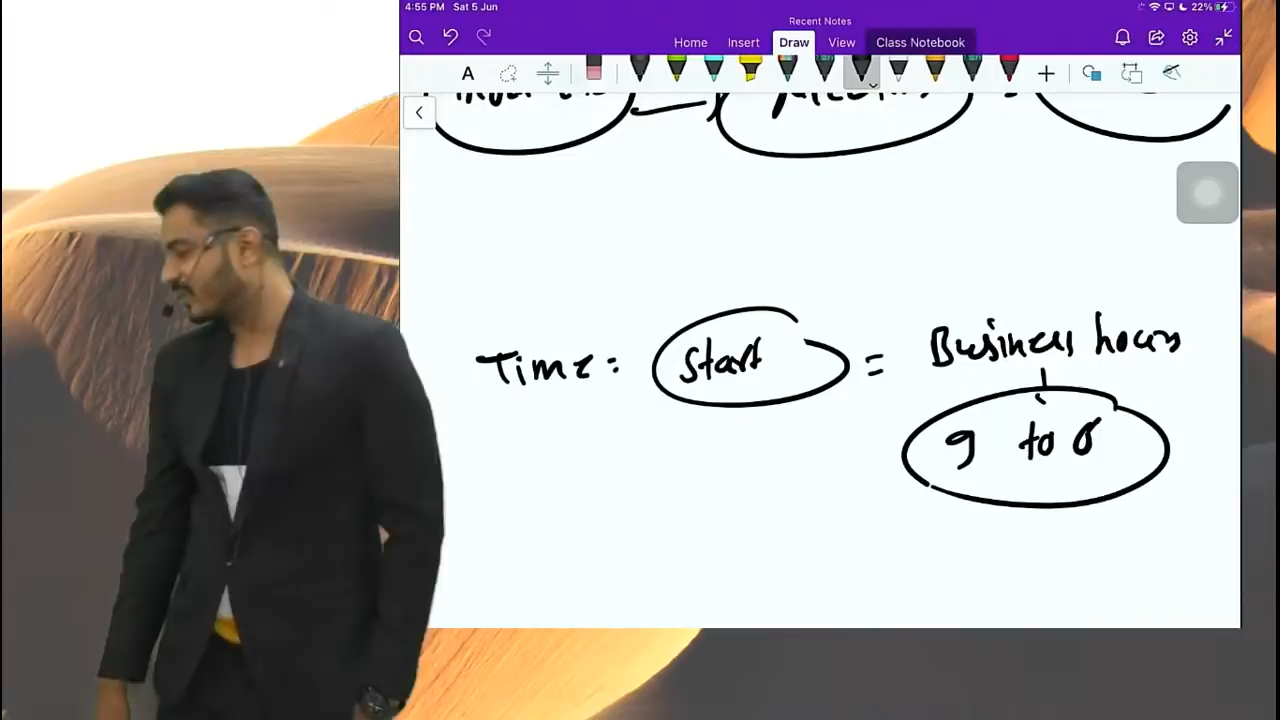 4:55 PM Sat 5 Jun
22%
Recent Notes
Home Insert Draw View Class Notebook
A
Time: Start = Business hours
9 to 6